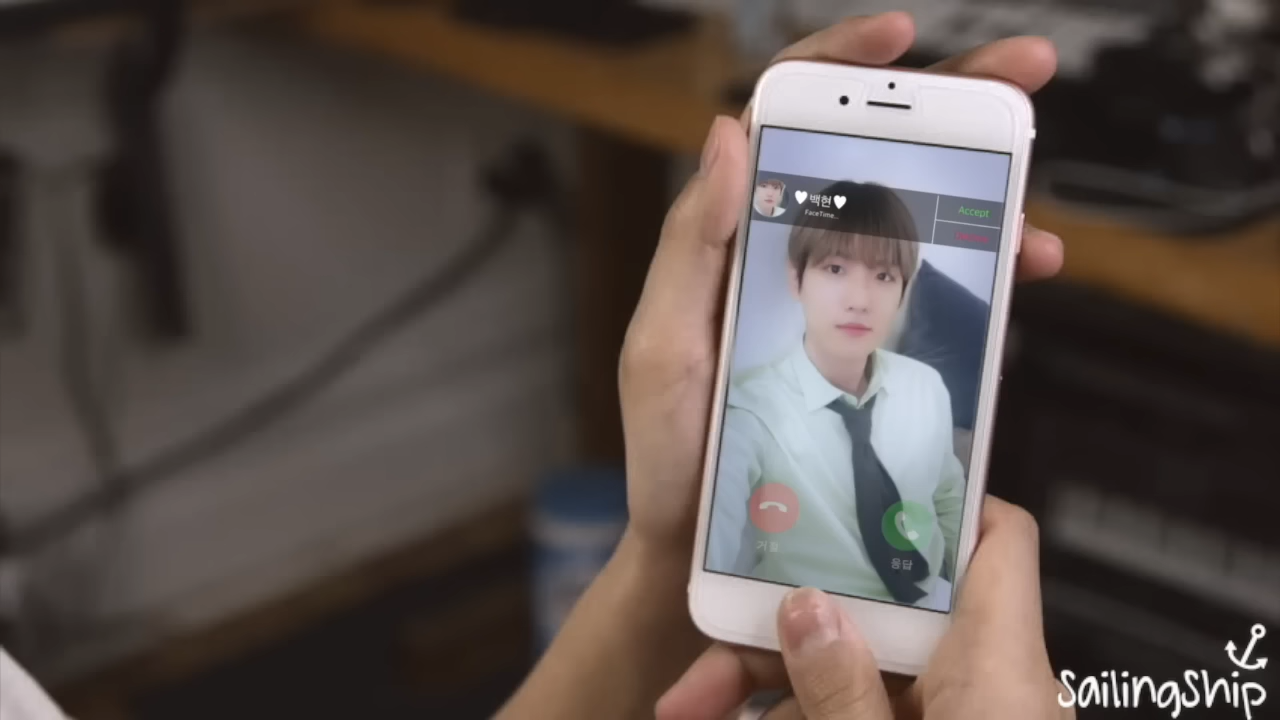 🤍백현🤍
FaceTime..
Accept
거절
응답
SailingShip